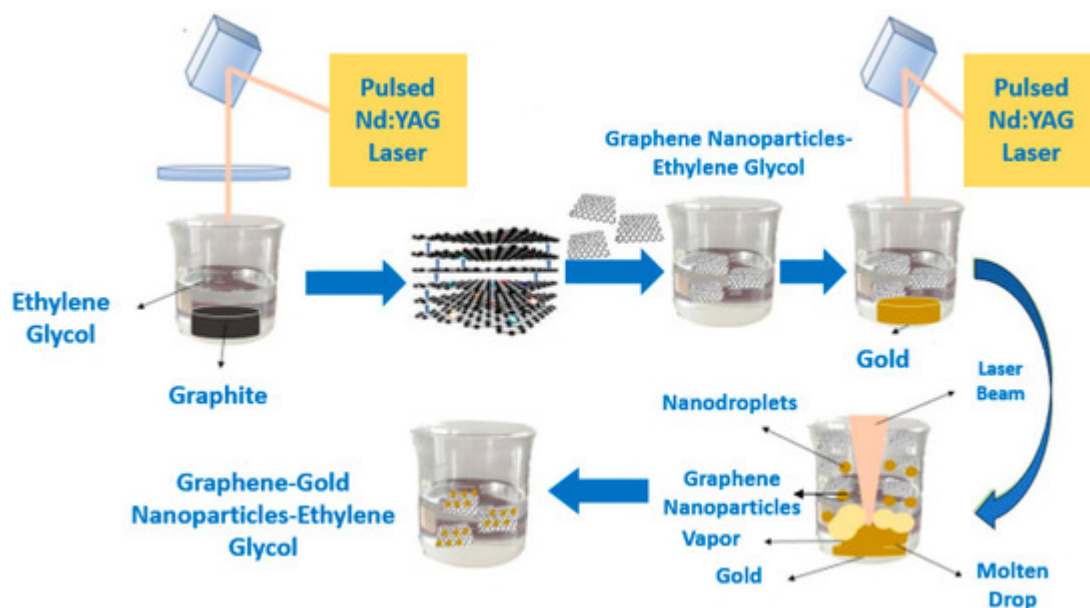 Pulsed
Nd:YAG
Laser
Ethylene
Glycol
Graphite
Graphene Nanoparticles-
Ethylene Glycol
Pulsed
Nd:YAG
Laser
Gold
Laser
Beam
Nanodroplets
Graphene
Nanoparticles
Vapor
Gold
Molten
Drop
Graphene-Gold
Nanoparticles-Ethylene
Glycol